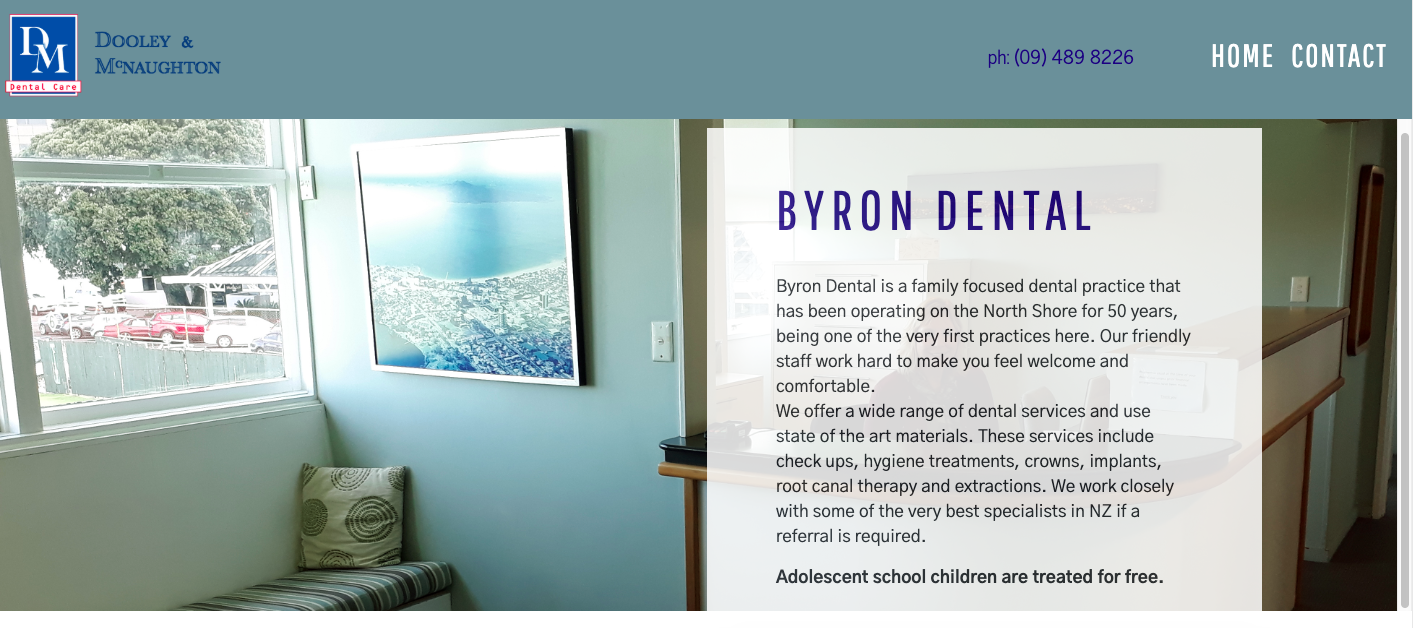 DM
Dental Care
DOOLEY &
McNAUGHTON
ph: (09) 489 8226
HOME CONTACT
BYRON DENTAL
Byron Dental is a family focused dental practice that
has been operating on the North Shore for 50 years,
being one of the very first practices here. Our friendly
staff work hard to make you feel welcome and
comfortable.
We offer a wide range of dental services and use
state of the art materials. These services include
check ups, hygiene treatments, crowns, implants,
root canal therapy and extractions. We work closely
with some of the very best specialists in NZ if a
referral is required.
Adolescent school children are treated for free.